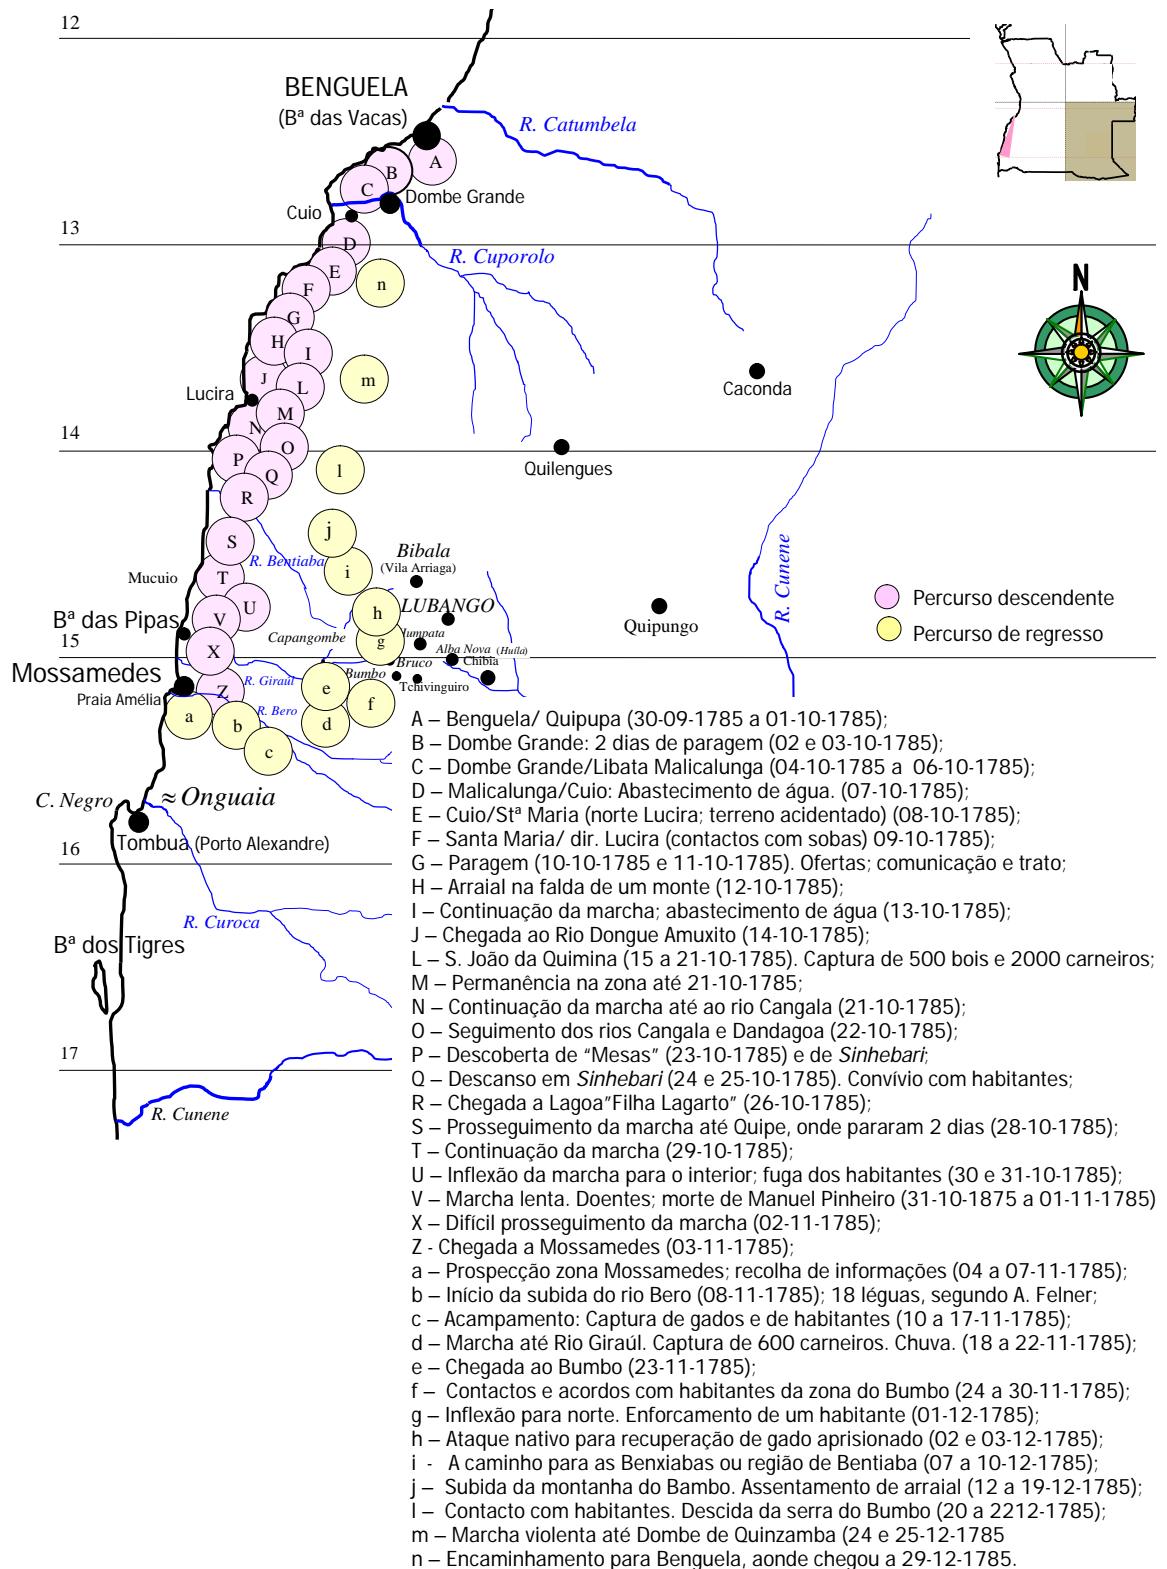 12
BENGUELA
(Bª das Vacas)
R. Catumbela
A
B
C
Dombe Grande
Cuio
13
D
R. Cuporolo
E
n
F
N
G
H
I
J
m
L
Lucira
Caconda
M
N
14
O
P
Quilengues
Q
l
R
S
j
R. Bentiaba
Bibala
(Vila Arriaga)
i
Mucuio
T
R. Cunene
Percurso descendente
U
h
LUBANGO
V
Bª das Pipas
Quipungo
Percurso de regresso
Capangombe
g
Humpata
15
X
Alba Nova (Huíla)
Chibia
Bruco
Mossamedes
R. Giraúl
Bumbo
Tchivinguiro
Praia Amélia
Z
e
f
a
b
R. Bero
d
c
C. Negro
≈ Onguaia
Tombua (Porto Alexandre)
16
R. Curoca
Bª dos Tigres
17
R. Cunene
A – Benguela/ Quipupa (30-09-1785 a 01-10-1785);
B – Dombe Grande: 2 dias de paragem (02 e 03-10-1785);
C – Dombe Grande/Libata Malicalunga (04-10-1785 a 06-10-1785);
D – Malicalunga/Cuio: Abastecimento de água. (07-10-1785);
E – Cuio/Stª Maria (norte Lucira; terreno acidentado) (08-10-1785);
F – Santa Maria/ dir. Lucira (contactos com sobas) 09-10-1785);
G – Paragem (10-10-1785 e 11-10-1785). Ofertas; comunicação e trato;
H – Arraial na falda de um monte (12-10-1785);
I – Continuação da marcha; abastecimento de água (13-10-1785);
J – Chegada ao Rio Dongue Amuxito (14-10-1785);
L – S. João da Quimina (15 a 21-10-1785). Captura de 500 bois e 2000 carneiros;
M – Permanência na zona até 21-10-1785;
N – Continuação da marcha até ao rio Cangala (21-10-1785);
O – Seguimento dos rios Cangala e Dandagoa (22-10-1785);
P – Descoberta de “Mesas” (23-10-1785) e de Sinhebari;
Q – Descanso em Sinhebari (24 e 25-10-1785). Convívio com habitantes;
R – Chegada a Lagoa”Filha Lagarto” (26-10-1785);
S – Prosseguimento da marcha até Quipe, onde pararam 2 dias (28-10-1785);
T – Continuação da marcha (29-10-1785);
U – Inflexão da marcha para o interior; fuga dos habitantes (30 e 31-10-1785);
V – Marcha lenta. Doentes; morte de Manuel Pinheiro (31-10-1875 a 01-11-1785)
X – Difícil prosseguimento da marcha (02-11-1785);
Z - Chegada a Mossamedes (03-11-1785);
a – Prospecção zona Mossamedes; recolha de informações (04 a 07-11-1785);
b – Início da subida do rio Bero (08-11-1785); 18 léguas, segundo A. Felner;
c – Acampamento: Captura de gados e de habitantes (10 a 17-11-1785);
d – Marcha até Rio Giraúl. Captura de 600 carneiros. Chuva. (18 a 22-11-1785);
e – Chegada ao Bumbo (23-11-1785);
f – Contactos e acordos com habitantes da zona do Bumbo (24 a 30-11-1785);
g – Inflexão para norte. Enforcamento de um habitante (01-12-1785);
h – Ataque nativo para recuperação de gado aprisionado (02 e 03-12-1785);
i - A caminho para as Benxiabas ou região de Bentiaba (07 a 10-12-1785);
j – Subida da montanha do Bambo. Assentamento de arraial (12 a 19-12-1785);
l – Contacto com habitantes. Descida da serra do Bumbo (20 a 2212-1785);
m – Marcha violenta até Dombe de Quinzamba (24 e 25-12-1785
n – Encaminhamento para Benguela, aonde chegou a 29-12-1785.